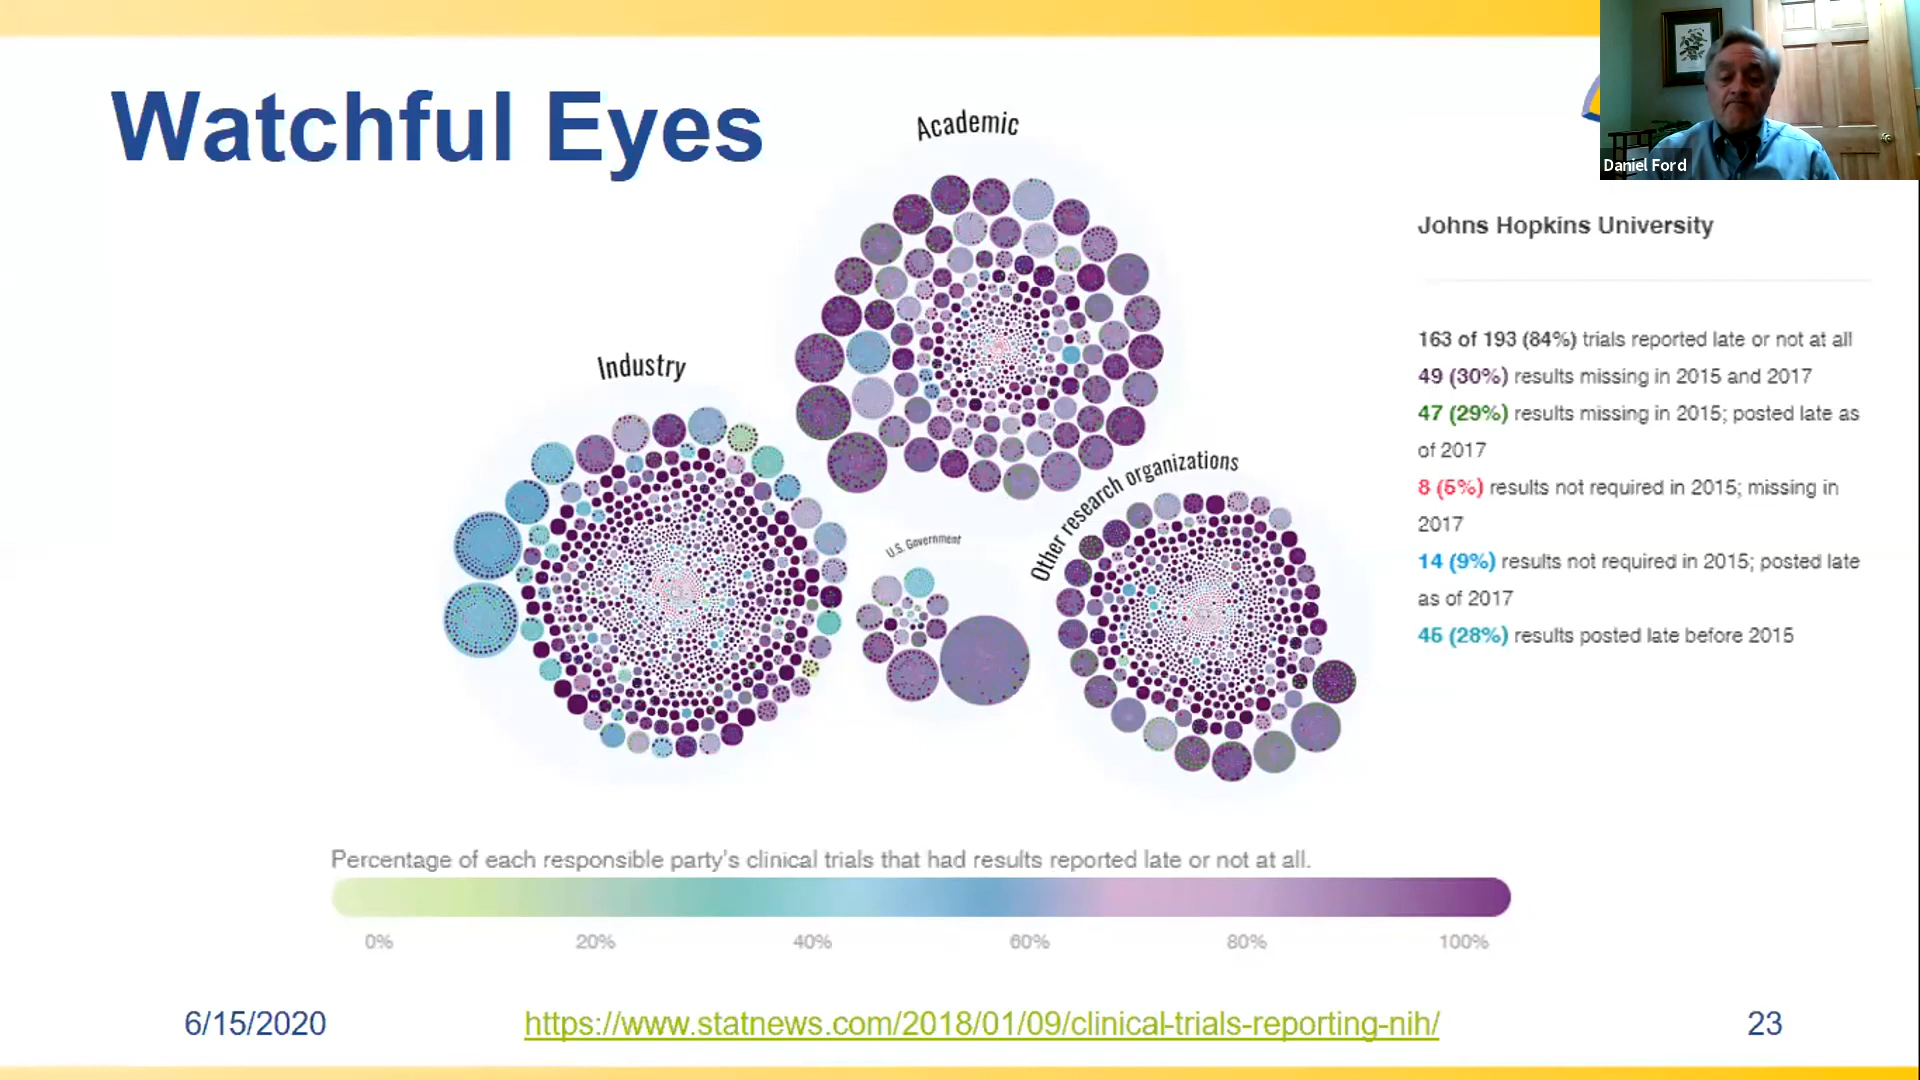 Watchful Eyes
Academic
Daniel Ford
Johns Hopkins University
163 of 193 (84%) trials reported late or not at all
49 (30%) results missing in 2015 and 2017
47 (29%) results missing in 2015; posted late as
of 2017
8 (5%) results not required in 2015; missing in
2017
14 (9%) results not required in 2015; posted late
as of 2017
45 (28%) results posted late before 2015
Industry
Other research organizations
U.S. Government
Percentage of each responsible party's clinical trials that had results reported late or not at all.
0% 20% 40% 60% 80% 100%
6/15/2020
https://www.statnews.com/2018/01/09/clinical-trials-reporting-nih/
23